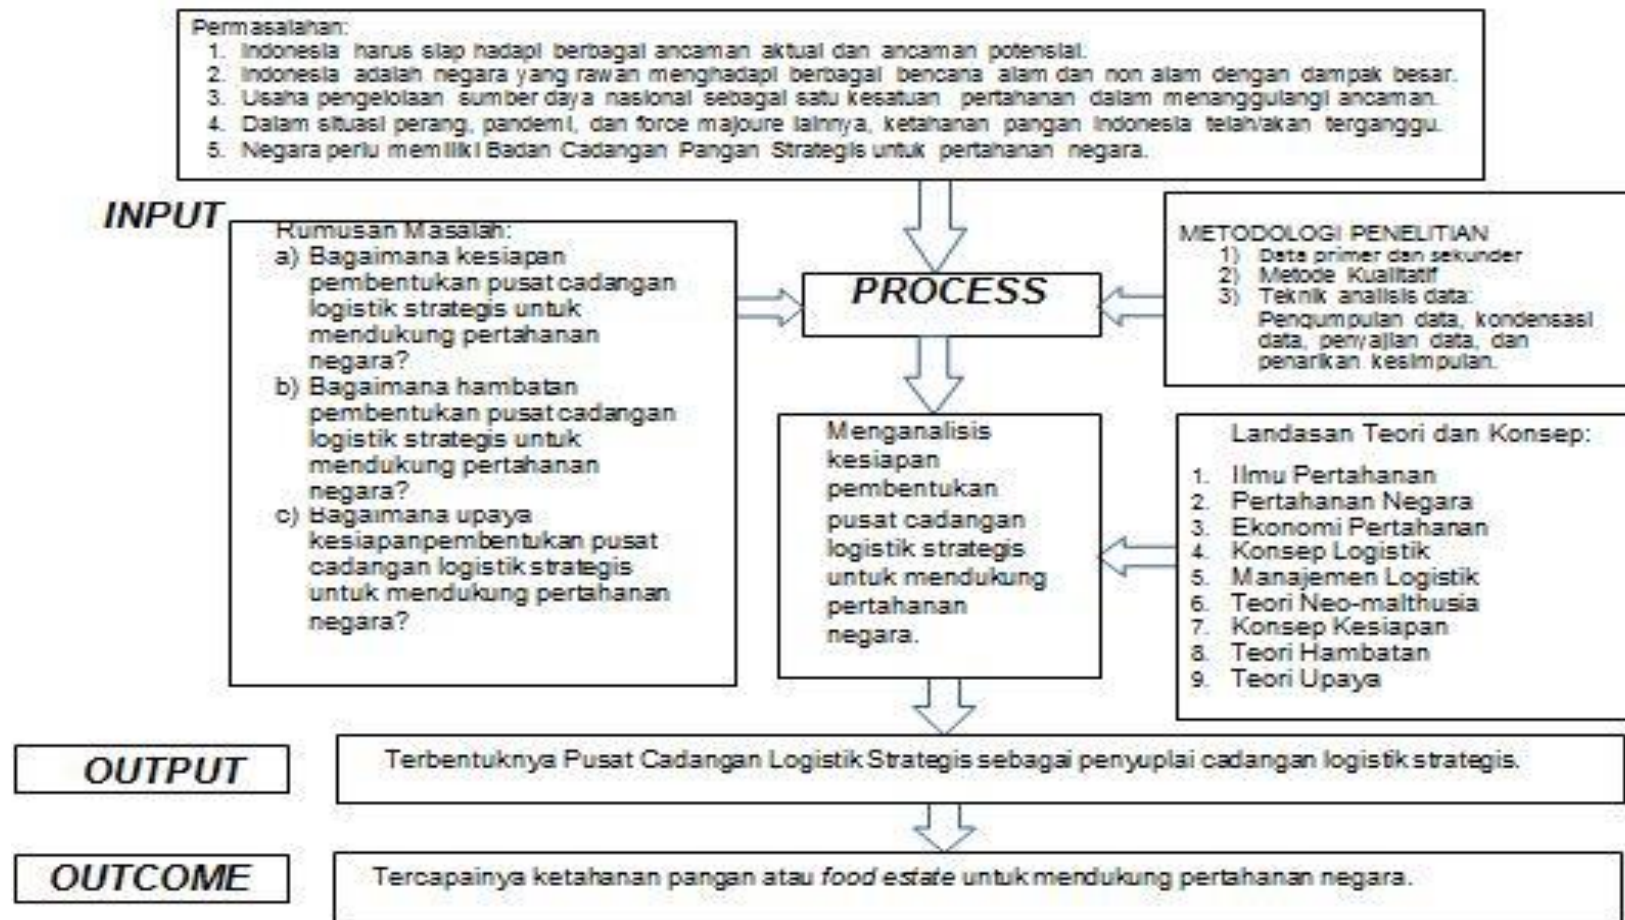 Permasalahan:
1. Indonesia harus siap hadapi berbagai ancaman aktual dan ancaman potensial.
2. Indonesia adalah negara yang rawan menghadapi berbagai bencana alam dan non alam dengan dampak besar.
3. Usaha pengelolaan sumber daya nasional sebagai satu kesatuan pertahanan dalam menanggulangi ancaman.
4. Dalam situasi perang, pandemi, dan force majoure lainnya, ketahanan pangan Indonesia telah/akan terganggu.
5. Negara perlu memiliki Badan Cadangan Pangan Strategis untuk pertahanan negara.
INPUT
Rumusan Masalah:
a) Bagaimana kesiapan
pembentukan pusat cadangan
logistik strategis untuk
mendukung pertahanan
negara?
b) Bagaimana hambatan
pembentukan pusat cadangan
logistik strategis untuk
mendukung pertahanan
negara?
c) Bagaimana upaya
kesiapanpembentukan pusat
cadangan logistik strategis
untuk mendukung pertahanan
negara?
PROCESS
METODOLOGI PENELITIAN
1) Data primer dan sekunder
2) Metode Kualitatif
3) Teknik analisis data:
Pengumpulan data, kondensasi
data, penyajian data, dan
penarikan kesimpulan.
Menganalisis
kesiapan
pembentukan
pusat cadangan
logistik strategis
untuk mendukung
pertahanan
negara.
Landasan Teori dan Konsep:
1. Ilmu Pertahanan
2. Pertahanan Negara
3. Ekonomi Pertahanan
4. Konsep Logistik
5. Manajemen Logistik
6. Teori Neo-malthusia
7. Konsep Kesiapan
8. Teori Hambatan
9. Teori Upaya
OUTPUT
Terbentuknya Pusat Cadangan Logistik Strategis sebagai penyuplai cadangan logistik strategis.
OUTCOME
Tercapainya ketahanan pangan atau food estate untuk mendukung pertahanan negara.